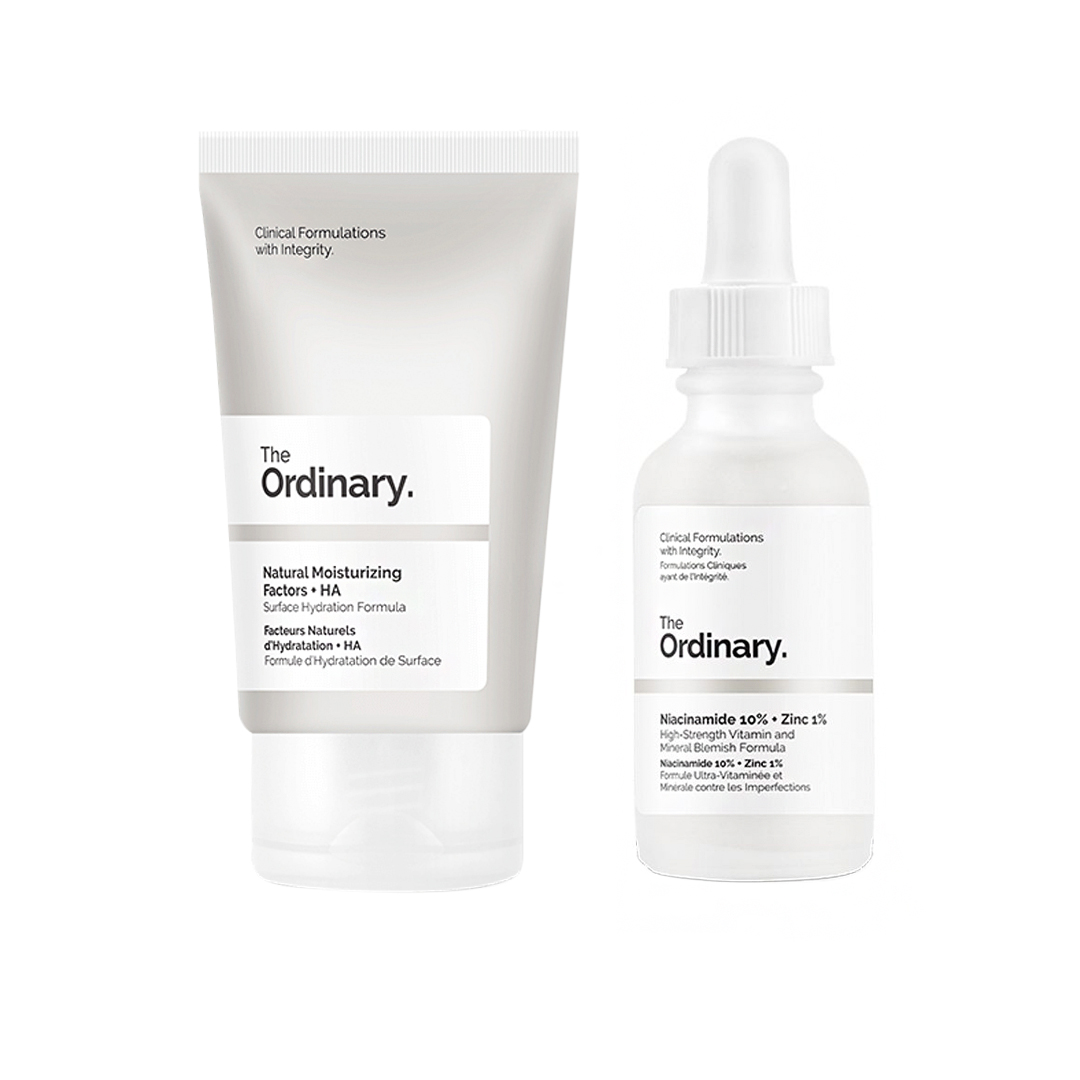 Clinical Formulations
with Integrity.
The
Ordinary.
Natural Moisturizing
Factors + HA
Surface Hydration Formula
Facteurs Naturels
d'Hydratation + HA
Formule d'Hydratation de Surface
Clinical Formulations
with Integrity.
Formulations Cliniques
ayant de l'Intégrité.
The
Ordinary.
Niacinamide 10% + Zinc 1%
High-Strength Vitamin and
Mineral Blemish Formula
Niacinamide 10% + Zinc 1%
Formule Ultra-Vitaminée et
Minérale contre les Imperfections